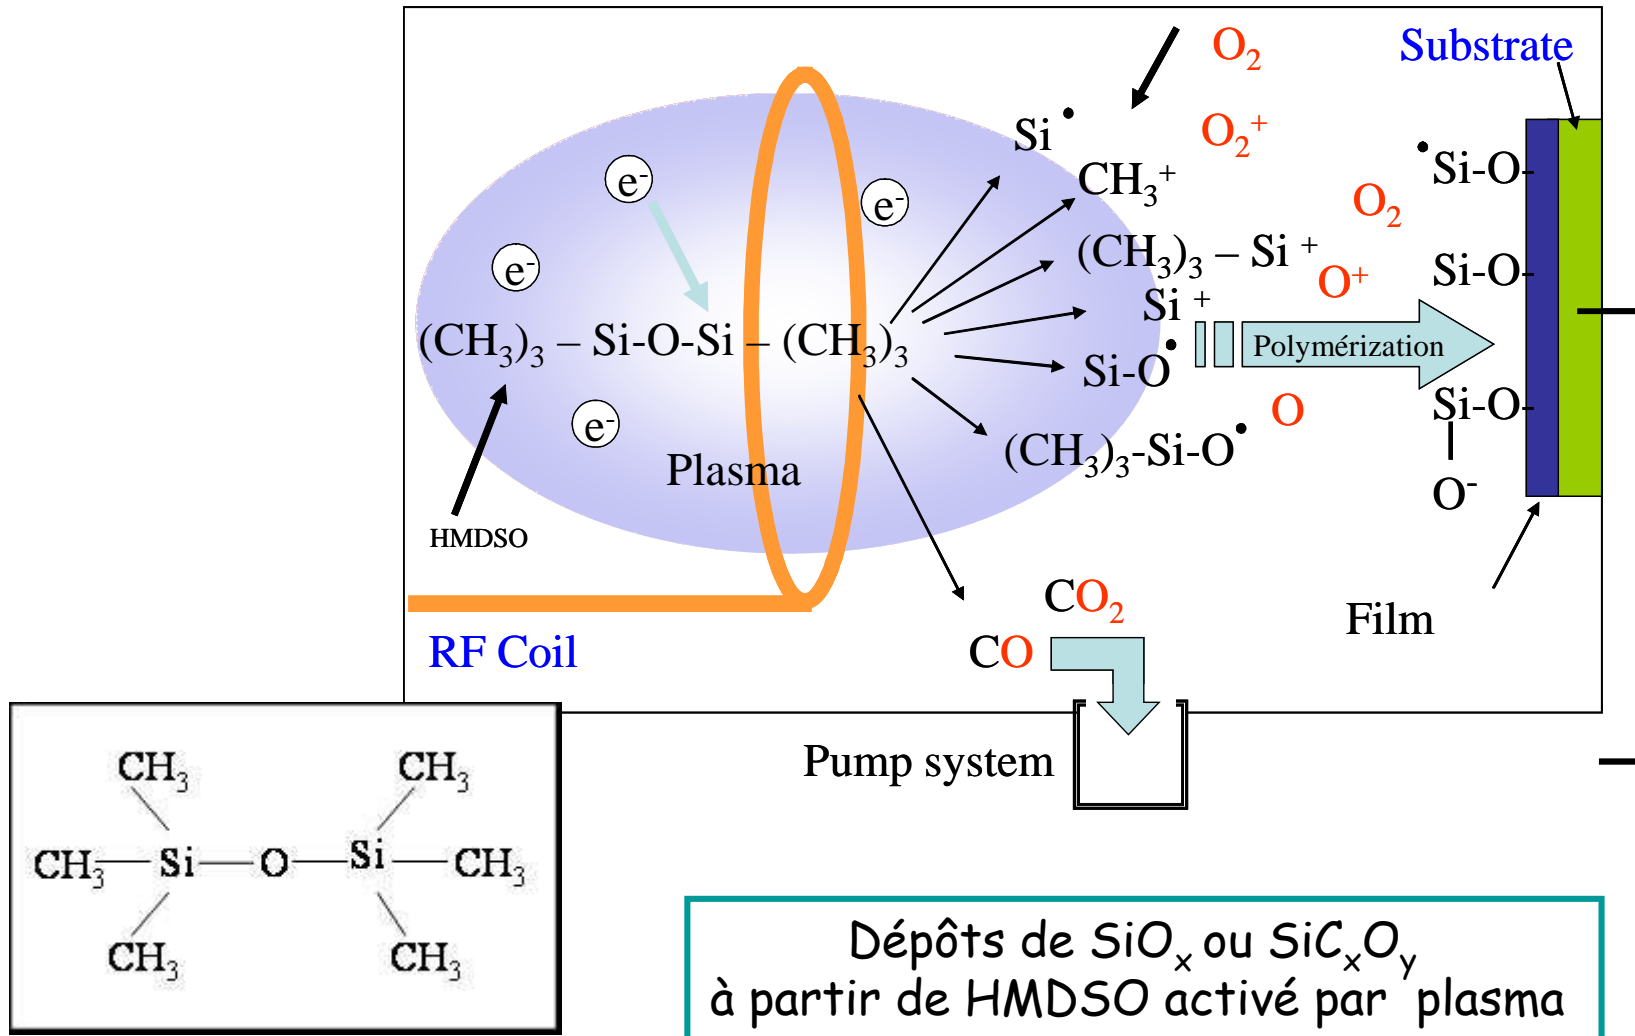 O₂
Substrate
Si •
O₂⁺
CH₃⁺
•Si-O-
e⁻
e⁻
O₂
e⁻
(CH₃)₃ – Si ⁺
Si-O-
O⁺
Si ⁺
(CH₃)₃ – Si-O-Si – (CH₃)₃
Polymérization
Si-O•
O
Si-O-
e⁻
(CH₃)₃-Si-O•
Plasma
O⁻
HMDSO
CO₂
Film
RF Coil
CO
Pump system
CH₃ CH₃
CH₃ Si O Si CH₃
CH₃ CH₃
Dépôts de SiOₓ ou SiCₓOᵧ
à partir de HMDSO activé par plasma